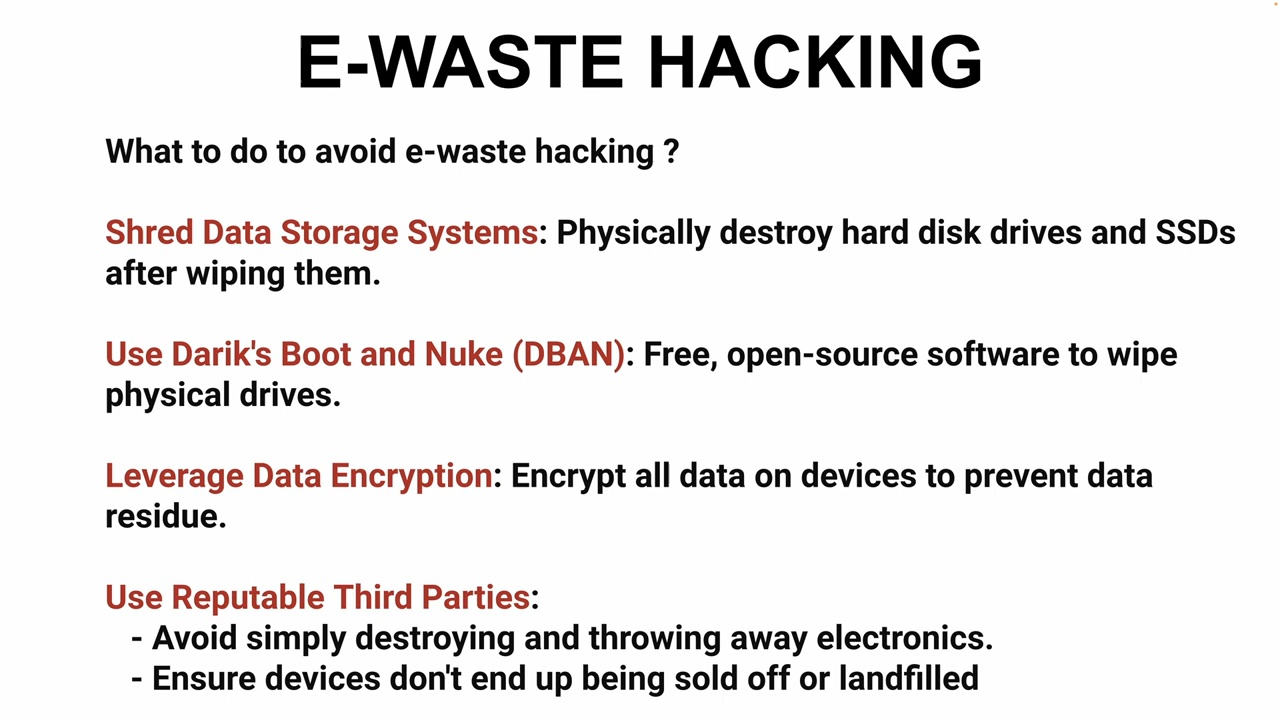 E-WASTE HACKING
What to do to avoid e-waste hacking ?
Shred Data Storage Systems: Physically destroy hard disk drives and SSDs
after wiping them.
Use Darik's Boot and Nuke (DBAN): Free, open-source software to wipe
physical drives.
Leverage Data Encryption: Encrypt all data on devices to prevent data
residue.
Use Reputable Third Parties:
- Avoid simply destroying and throwing away electronics.
- Ensure devices don't end up being sold off or landfilled